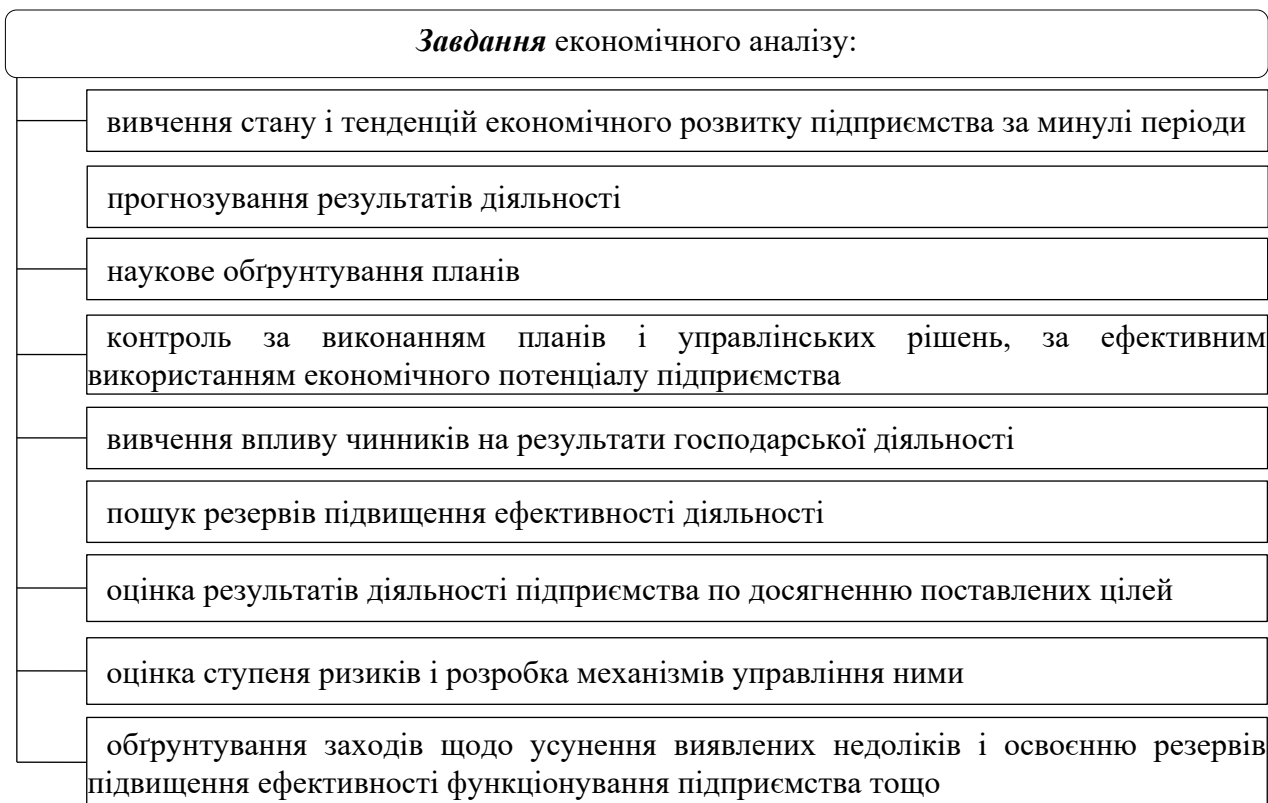 Завдання економічного аналізу:
вивчення стану і тенденцій економічного розвитку підприємства за минулі періоди
прогнозування результатів діяльності
наукове обґрунтування планів
контроль за виконанням планів і управлінських рішень, за ефективним
використанням економічного потенціалу підприємства
вивчення впливу чинників на результати господарської діяльності
пошук резервів підвищення ефективності діяльності
оцінка результатів діяльності підприємства по досягненню поставлених цілей
оцінка ступеня ризиків і розробка механізмів управління ними
обґрунтування заходів щодо усунення виявлених недоліків і освоєнню резервів
підвищення ефективності функціонування підприємства тощо